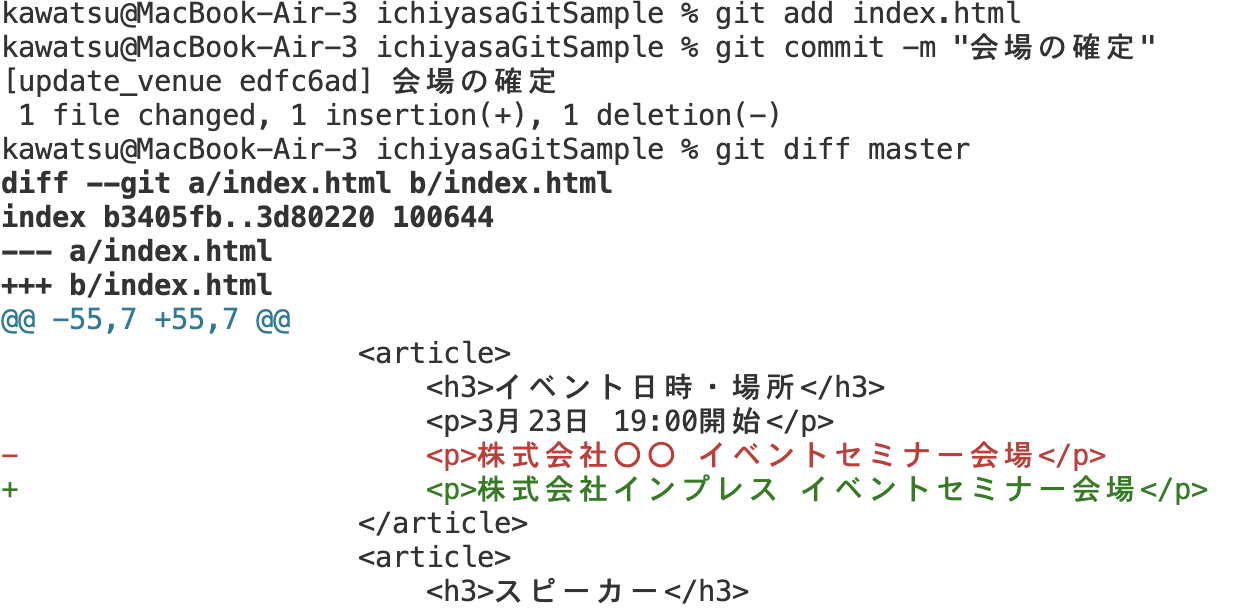 kawatsu@MacBook-Air-3 ichiyasaGitSample % git add index.html
kawatsu@MacBook-Air-3 ichiyasaGitSample % git commit -m "会場の確定"
[update_venue edfc6ad] 会場の確定
 1 file changed, 1 insertion(+), 1 deletion(-)
kawatsu@MacBook-Air-3 ichiyasaGitSample % git diff master
diff --git a/index.html b/index.html
index b3405fb..3d80220 100644
--- a/index.html
+++ b/index.html
@@ -55,7 +55,7 @@
                     <article>
                         <h3>イベント日時・場所</h3>
                         <p>3月23日 19:00開始</p>
-                        <p>株式会社〇〇 イベントセミナー会場</p>
+                        <p>株式会社インプレス イベントセミナー会場</p>
                     </article>
                     <article>
                         <h3>スピーカー</h3>